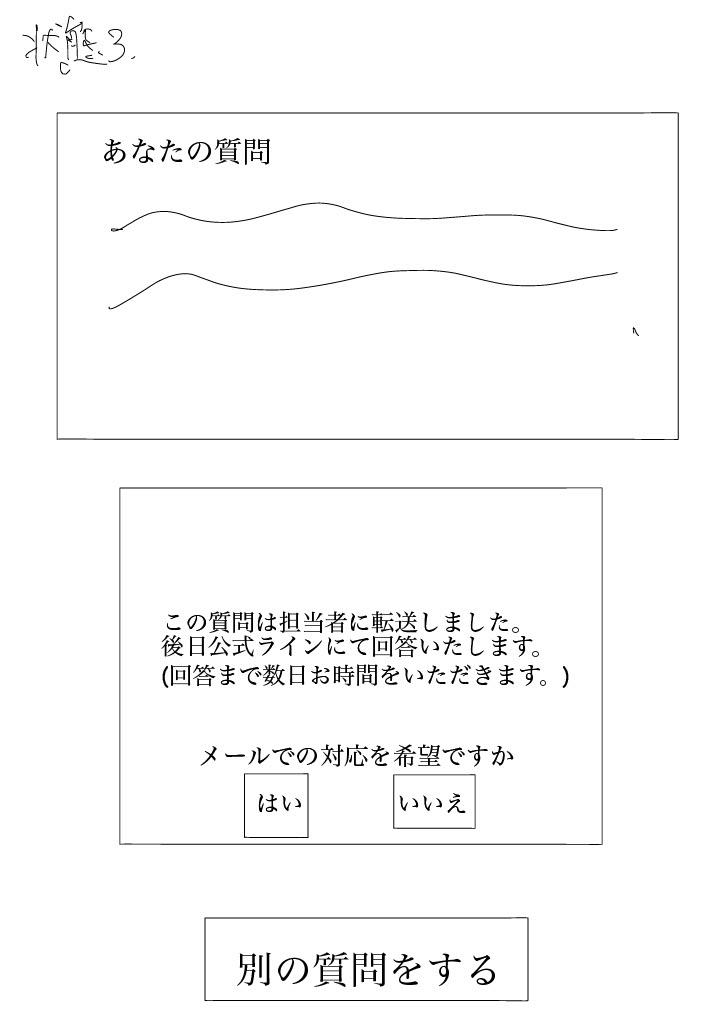 状態3.
あなたの質問
この質問は担当者に転送しました。
後日公式ラインにて回答いたします。
(回答まで数日お時間をいただきます。)
メールでの対応を希望ですか
はい いいえ
別の質問をする